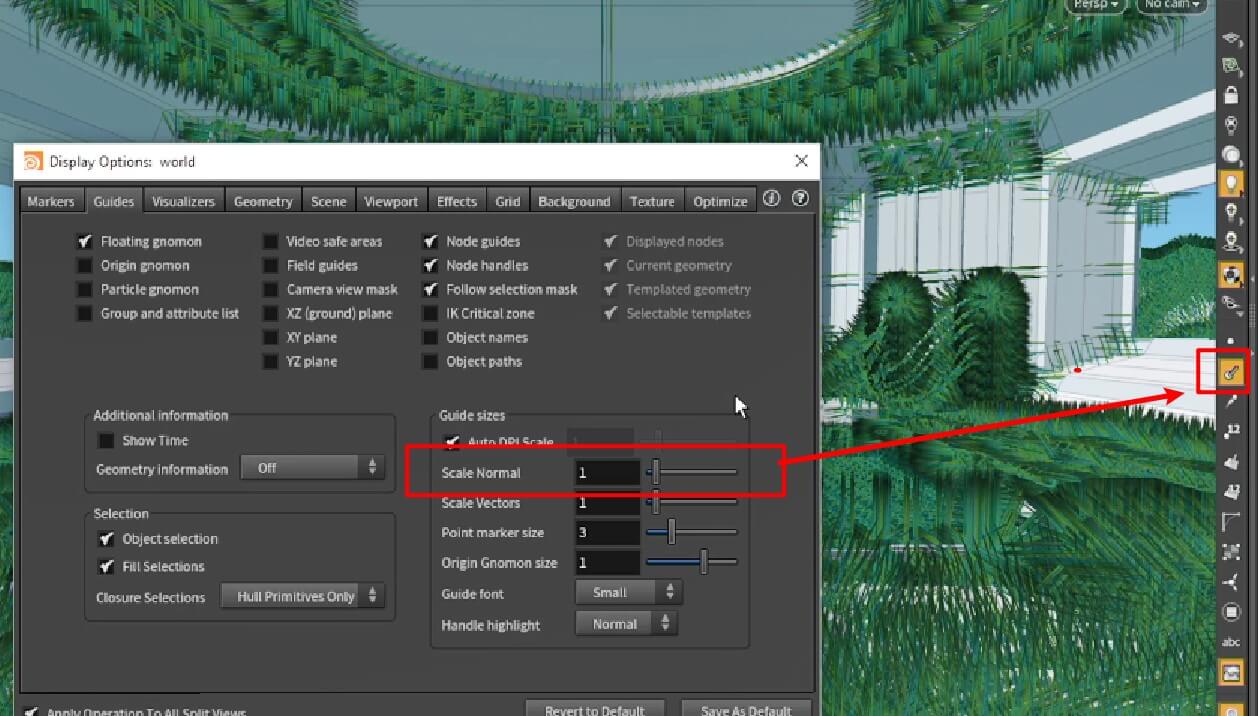 Persp
No cam
Display Options: world
Markers Guides Visualizers Geometry Scene Viewport Effects Grid Background Texture Optimize
Floating gnomon Video safe areas Node guides Displayed nodes
Origin gnomon Field guides Node handles Current geometry
Particle gnomon Camera view mask Follow selection mask Templated geometry
Group and attribute list XZ (ground) plane IK Critical zone Selectable templates
XY plane Object names
YZ plane Object paths
Additional information
Show Time
Geometry information Off
Selection
Object selection
Fill Selections
Closure Selections Hull Primitives Only
Guide sizes
Auto DPI Scale
Scale Normal 1
Scale Vectors 1
Point marker size 3
Origin Gnomon size 1
Guide font Small
Handle highlight Normal
Apply Operation To All Split Views
Revert to Default Save As Default
12
abc